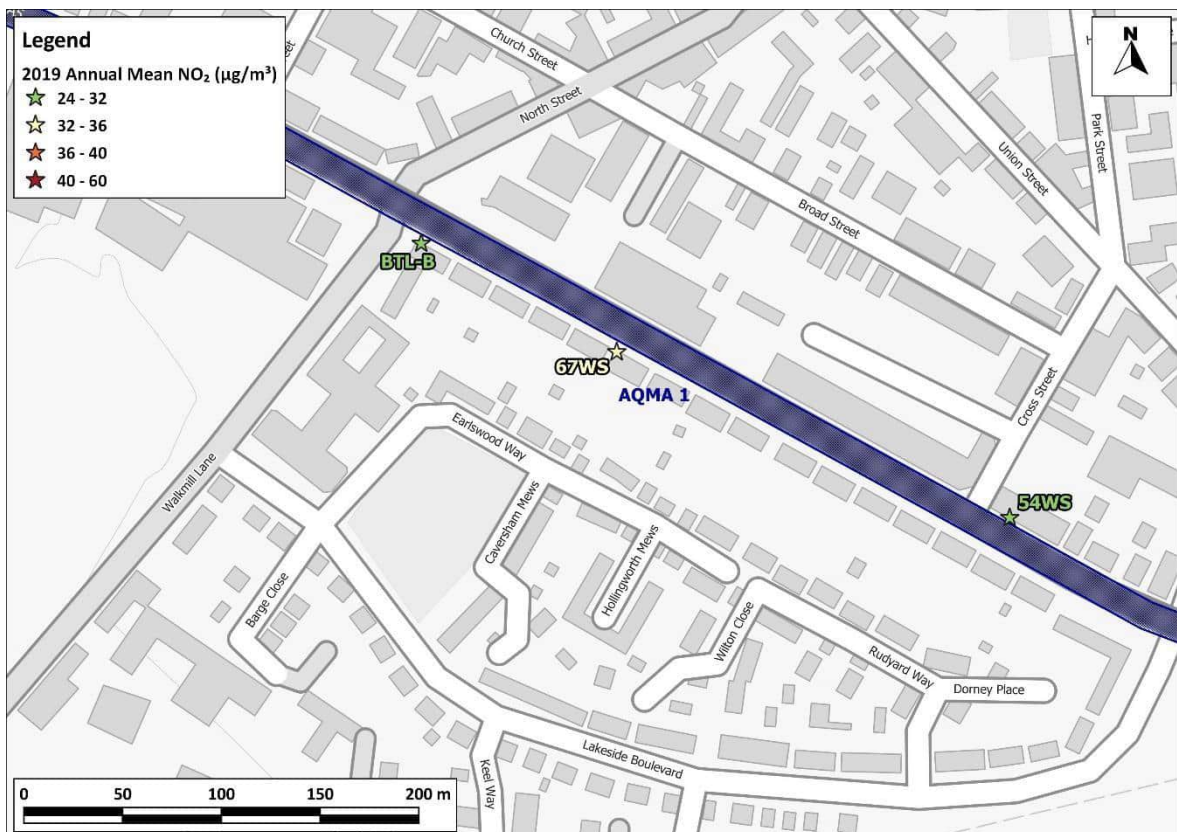 Legend
2019 Annual Mean NO₂ (µg/m³)
24 - 32
32 - 36
36 - 40
40 - 60
N
Church Street
North Street
Park Street
Union Street
Broad Street
BTL-B
67WS
AQMA 1
Cross Street
Earlswood Way
54WS
Walkmill Lane
Caversham Mews
Hollingworth Mews
Barge Close
Wilton Close
Rudyard Way
Dorney Place
Lakeside Boulevard
Keel Way
0 50 100 150 200 m